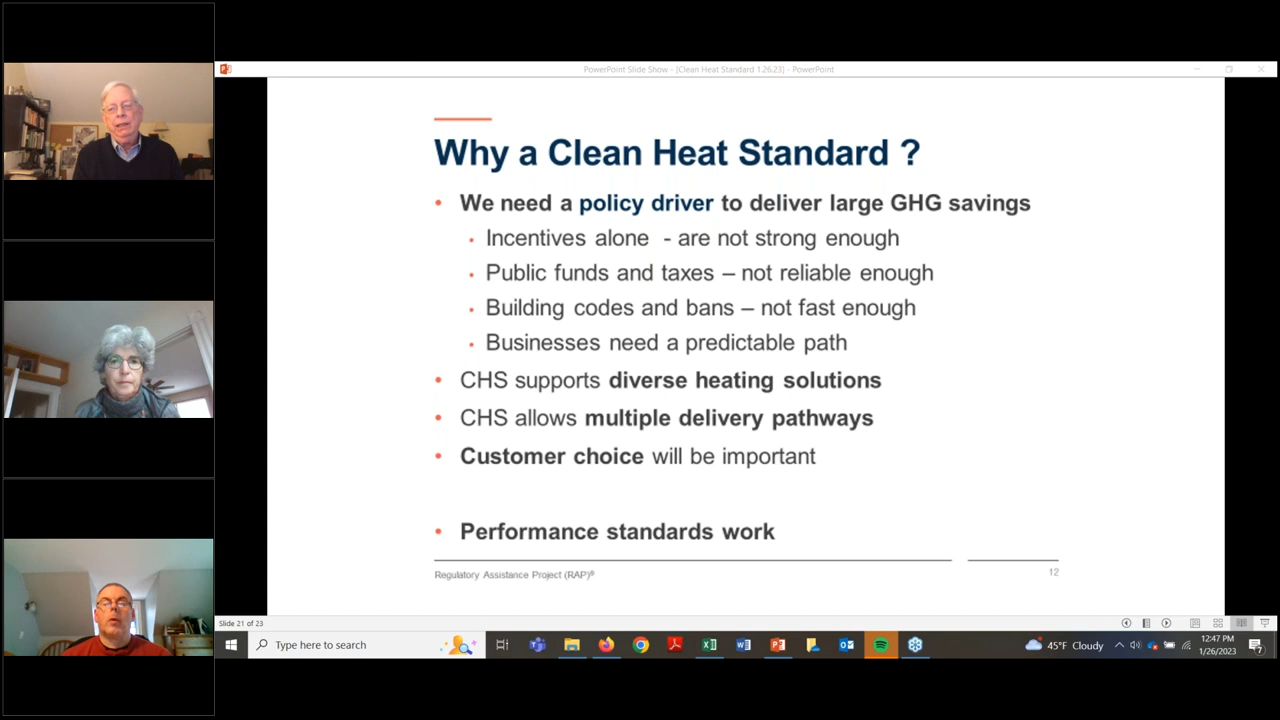 PowerPoint Slide Show - [Clean Heat Standard 1.26.23] - PowerPoint
Why a Clean Heat Standard ?
• We need a policy driver to deliver large GHG savings
• Incentives alone - are not strong enough
• Public funds and taxes – not reliable enough
• Building codes and bans – not fast enough
• Businesses need a predictable path
• CHS supports diverse heating solutions
• CHS allows multiple delivery pathways
• Customer choice will be important
• Performance standards work
Regulatory Assistance Project (RAP)®
12
Slide 21 of 23
Type here to search
45°F Cloudy
12:47 PM
1/26/2023
7